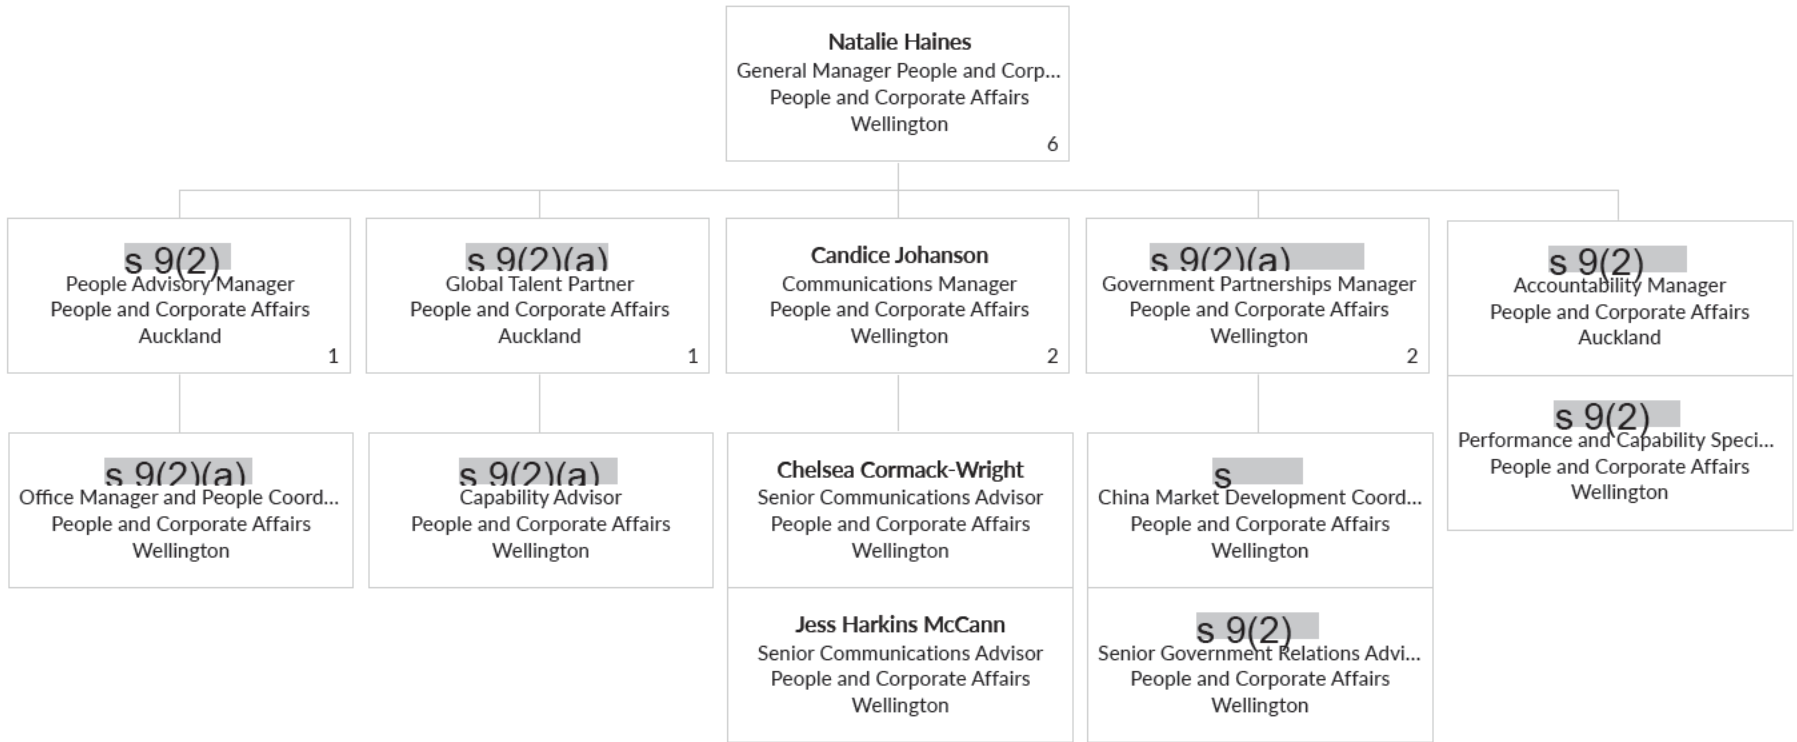 Natalie Haines
General Manager People and Corp...
People and Corporate Affairs
Wellington
6
s 9(2)
People Advisory Manager
People and Corporate Affairs
Auckland
1
s 9(2)(a)
Global Talent Partner
People and Corporate Affairs
Auckland
1
Candice Johanson
Communications Manager
People and Corporate Affairs
Wellington
2
s 9(2)(a)
Government Partnerships Manager
People and Corporate Affairs
Wellington
2
s 9(2)
Accountability Manager
People and Corporate Affairs
Auckland
s 9(2)
Performance and Capability Speci...
People and Corporate Affairs
Wellington
s 9(2)(a)
Office Manager and People Coord...
People and Corporate Affairs
Wellington
s 9(2)(a)
Capability Advisor
People and Corporate Affairs
Wellington
Chelsea Cormack-Wright
Senior Communications Advisor
People and Corporate Affairs
Wellington
s
China Market Development Coord...
People and Corporate Affairs
Wellington
Jess Harkins McCann
Senior Communications Advisor
People and Corporate Affairs
Wellington
s 9(2)
Senior Government Relations Advi...
People and Corporate Affairs
Wellington